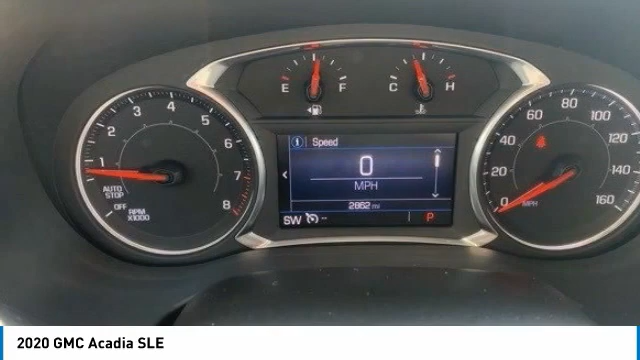 E F
C H
1 2 3 4 5 6 7 8
AUTO
STOP
OFF
RPM
X1000
Speed
0
MPH
2862 mi
SW --
P
0 20 40 60 80 100 120 140 160
MPH
2020 GMC Acadia SLE